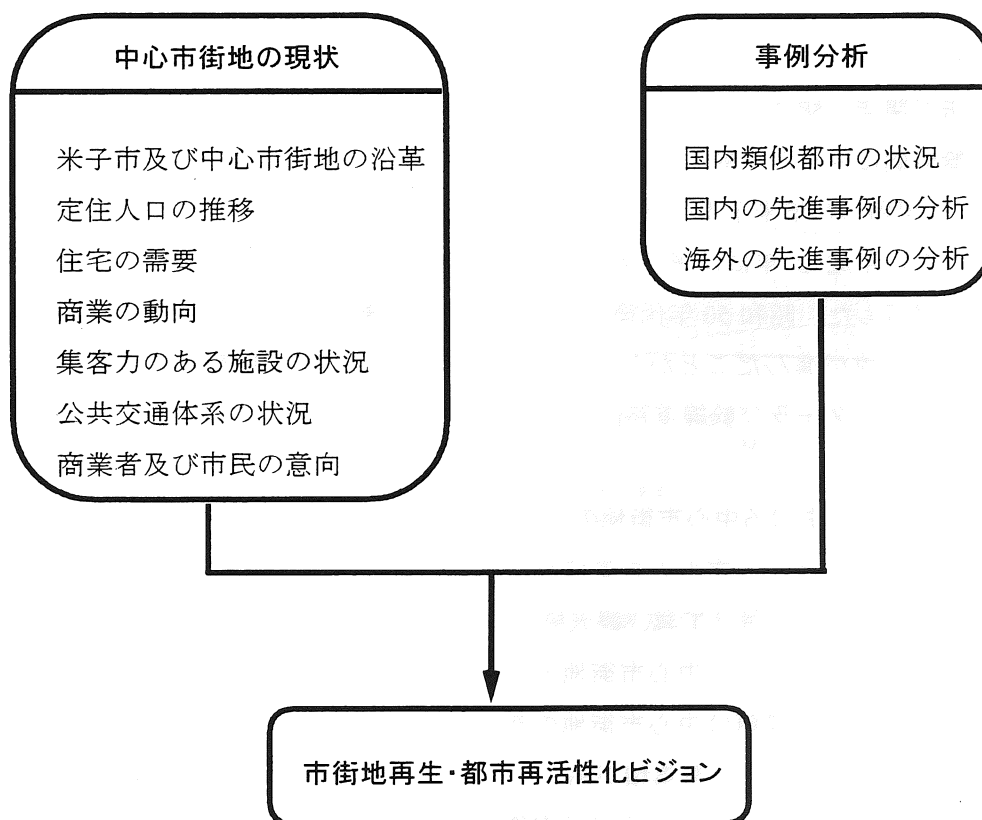 中心市街地の現状
米子市及び中心市街地の沿革
定住人口の推移
住宅の需要
商業の動向
集客力のある施設の状況
公共交通体系の状況
商業者及び市民の意向
事例分析
国内類似都市の状況
国内の先進事例の分析
海外の先進事例の分析
市街地再生・都市再活性化ビジョン